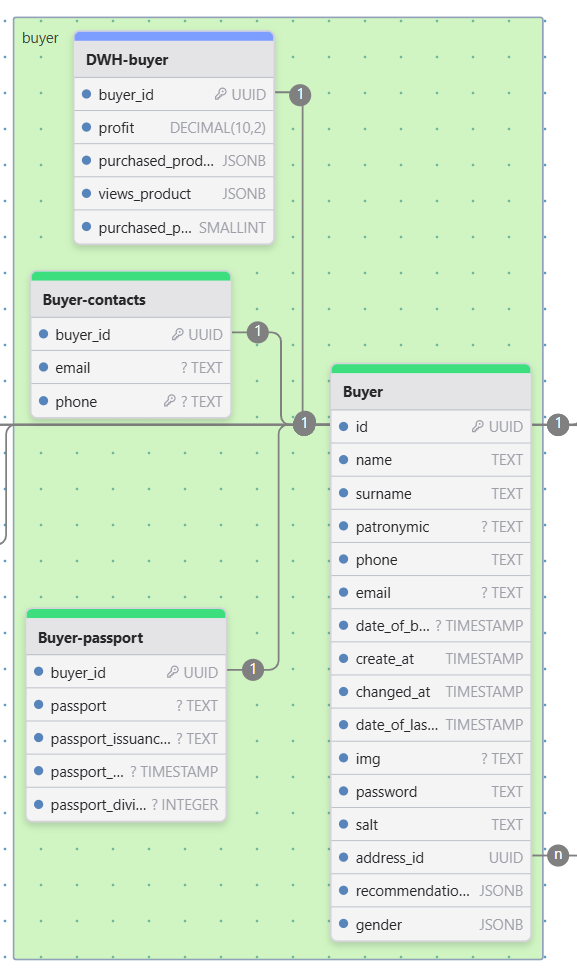 buyer
DWH-buyer
buyer_id UUID
profit DECIMAL(10,2)
purchased_prod... JSONB
views_product JSONB
purchased_p... SMALLINT
1
Buyer-contacts
buyer_id UUID
email ? TEXT
phone ? TEXT
1
1
Buyer
id UUID
name TEXT
surname TEXT
patronymic ? TEXT
phone TEXT
email ? TEXT
date_of_b... ? TIMESTAMP
create_at TIMESTAMP
changed_at TIMESTAMP
date_of_las... TIMESTAMP
img ? TEXT
password TEXT
salt TEXT
address_id UUID
recommendatio... JSONB
gender JSONB
1
n
Buyer-passport
buyer_id UUID
passport ? TEXT
passport_issuanc... ? TEXT
passport_... ? TIMESTAMP
passport_divi... ? INTEGER
1